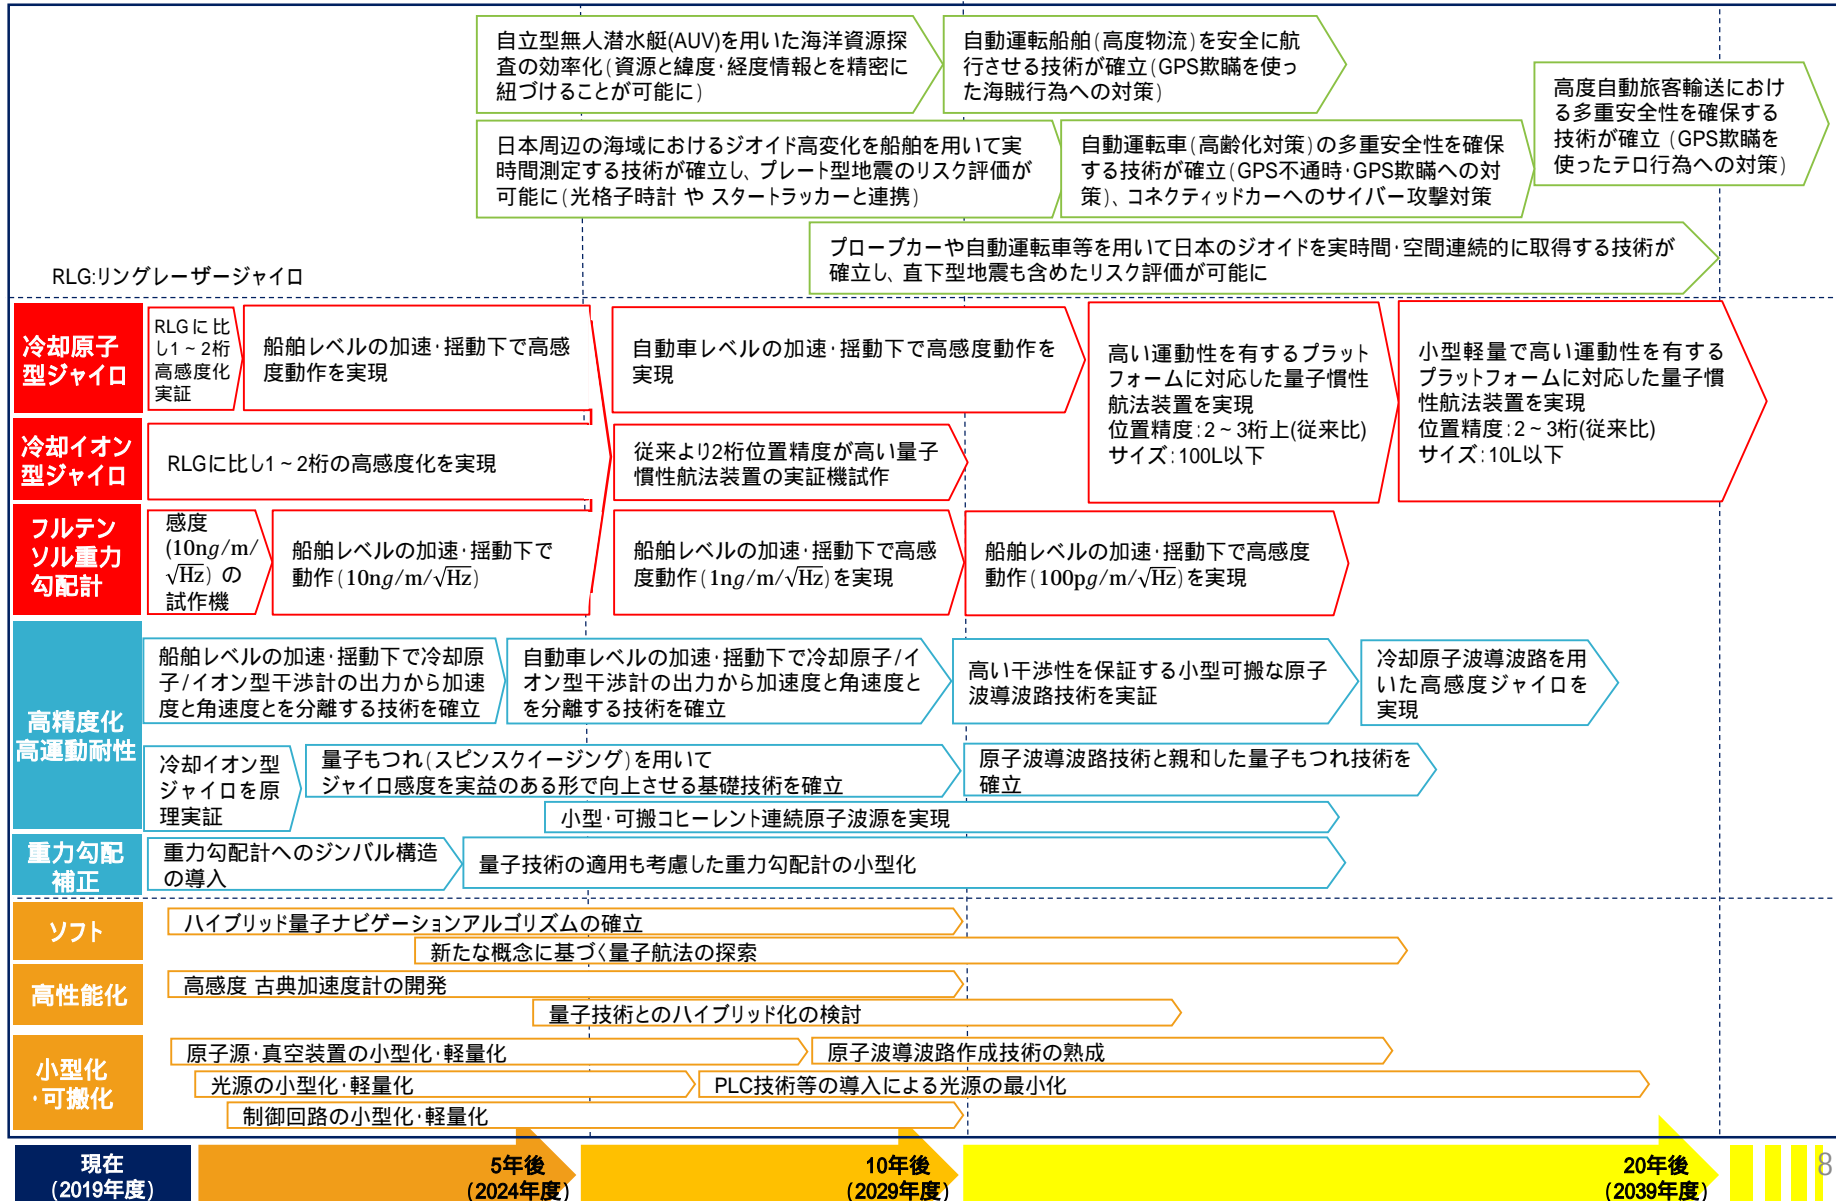 自立型無人潜水艇(AUV)を用いた海洋資源探
査の効率化(資源と緯度･経度情報とを精密に
紐づけることが可能に)
自動運転船舶(高度物流)を安全に航
行させる技術が確立(GPS欺瞞を使っ
た海賊行為への対策)
高度自動旅客輸送におけ
る多重安全性を確保する
技術が確立 (GPS欺瞞を
使ったテロ行為への対策)
日本周辺の海域におけるジオイド高変化を船舶を用いて実
時間測定する技術が確立し、プレート型地震のリスク評価が
可能に(光格子時計 や スタートラッカーと連携)
自動運転車(高齢化対策)の多重安全性を確保
する技術が確立(GPS不通時･GPS欺瞞への対
策)、コネクティッドカーへのサイバー攻撃対策
プローブカーや自動運転車等を用いて日本のジオイドを実時間･空間連続的に取得する技術が
確立し、直下型地震も含めたリスク評価が可能に
RLG:リングレーザージャイロ
冷却原子
型ジャイロ
RLGに比
し1~2桁
高感度化
実証
船舶レベルの加速･揺動下で高感
度動作を実現
自動車レベルの加速･揺動下で高感度動作を
実現
高い運動性を有するプラット
フォームに対応した量子慣性
航法装置を実現
位置精度:2~3桁上(従来比)
サイズ:100L以下
小型軽量で高い運動性を有する
プラットフォームに対応した量子慣
性航法装置を実現
位置精度:2~3桁(従来比)
サイズ:10L以下
冷却イオン
型ジャイロ
RLGに比し1~2桁の高感度化を実現
従来より2桁位置精度が高い量子
慣性航法装置の実証機試作
フルテン
ソル重力
勾配計
感度
(10ng/m/
√Hz) の
試作機
船舶レベルの加速･揺動下で
動作(10ng/m/√Hz)
船舶レベルの加速･揺動下で高感
度動作(1ng/m/√Hz)を実現
船舶レベルの加速･揺動下で高感度
動作(100pg/m/√Hz)を実現
高精度化
高運動耐性
船舶レベルの加速･揺動下で冷却原
子/イオン型干渉計の出力から加速
度と角速度とを分離する技術を確立
自動車レベルの加速･揺動下で冷却原子/イ
オン型干渉計の出力から加速度と角速度と
を分離する技術を確立
高い干渉性を保証する小型可搬な原子
波導波路技術を実証
冷却原子波導波路を用
いた高感度ジャイロを
実現
冷却イオン型
ジャイロを原
理実証
量子もつれ(スピンスクイージング)を用いて
ジャイロ感度を実益のある形で向上させる基礎技術を確立
原子波導波路技術と親和した量子もつれ技術を
確立
小型･可搬コヒーレント連続原子波源を実現
重力勾配
補正
重力勾配計へのジンバル構造
の導入
量子技術の適用も考慮した重力勾配計の小型化
ソフト
ハイブリッド量子ナビゲーションアルゴリズムの確立
新たな概念に基づく量子航法の探索
高性能化
高感度 古典加速度計の開発
量子技術とのハイブリッド化の検討
小型化
･可搬化
原子源･真空装置の小型化･軽量化
原子波導波路作成技術の熟成
光源の小型化･軽量化
PLC技術等の導入による光源の最小化
制御回路の小型化･軽量化
現在
(2019年度)
5年後
(2024年度)
10年後
(2029年度)
20年後
(2039年度)
8